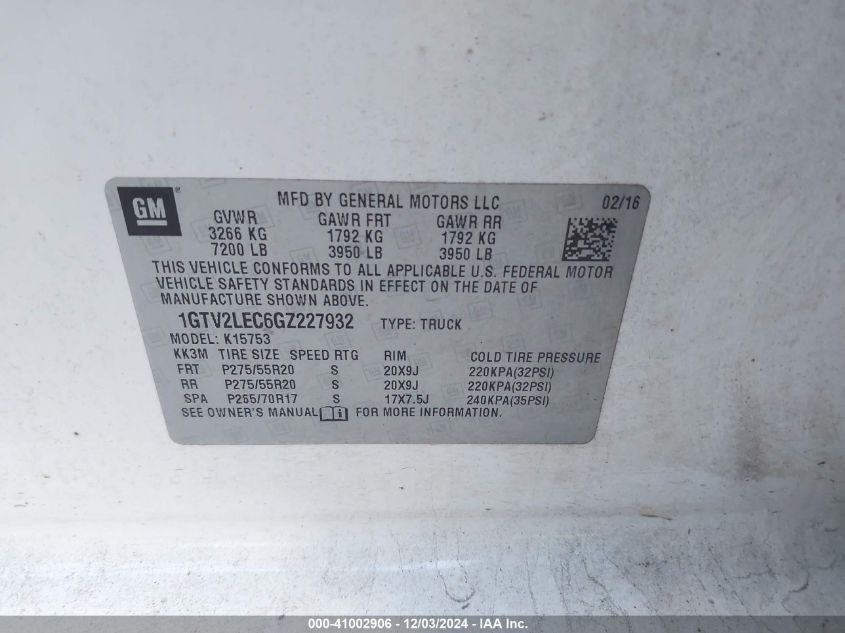 GM ® MFD BY GENERAL MOTORS LLC 02/16
GVWR GAWR FRT GAWR RR
3266 KG 1792 KG 1792 KG
7200 LB 3950 LB 3950 LB
THIS VEHICLE CONFORMS TO ALL APPLICABLE U.S. FEDERAL MOTOR
VEHICLE SAFETY STANDARDS IN EFFECT ON THE DATE OF
MANUFACTURE SHOWN ABOVE.
1GTV2LEC6GZ227932 TYPE: TRUCK
MODEL: K15753
KK3M TIRE SIZE SPEED RTG RIM COLD TIRE PRESSURE
FRT P275/55R20 S 20X9J 220KPA(32PSI)
RR P275/55R20 S 20X9J 220KPA(32PSI)
SPA P265/70R17 S 17X7.5J 240KPA(35PSI)
SEE OWNER'S MANUAL FOR MORE INFORMATION.
000-41002906 - 12/03/2024 - IAA Inc.